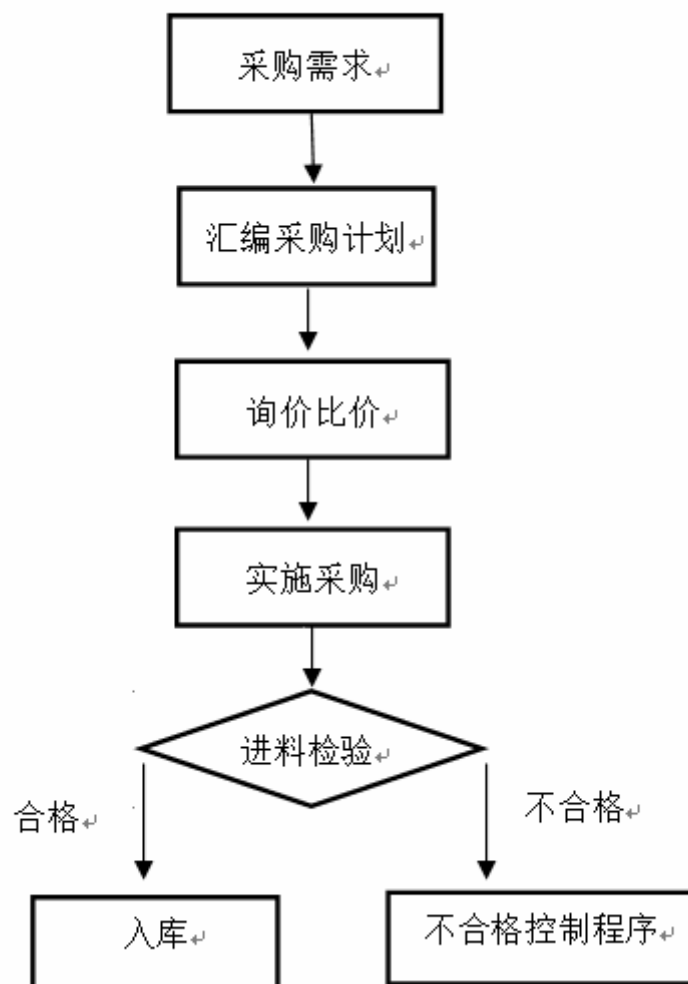 采购需求
汇编采购计划
询价比价
实施采购
进料检验
合格
不合格
入库
不合格控制程序